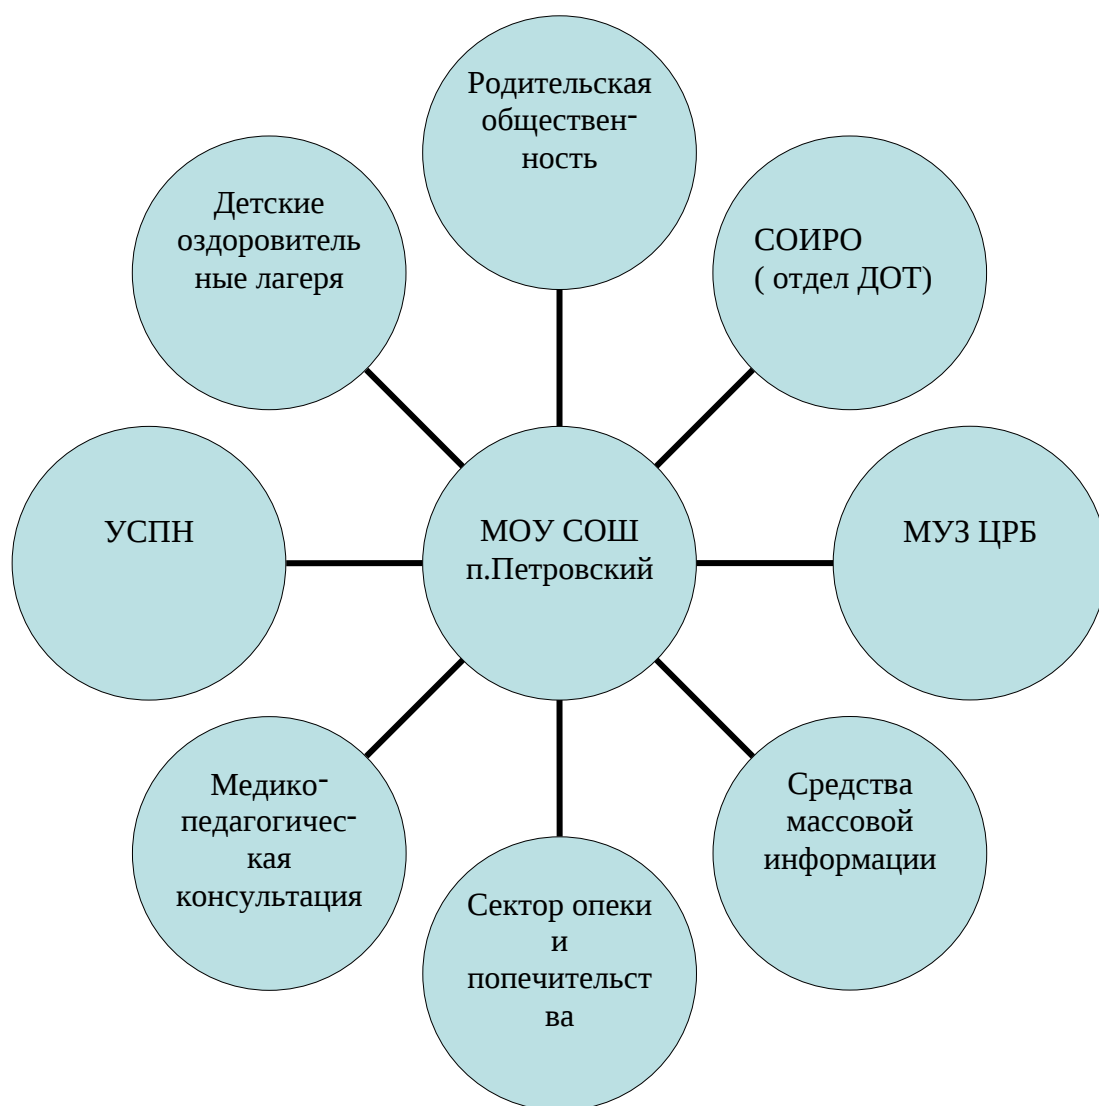 Родительская
обществен-
ность
Детские
оздоровитель
ные лагеря
СОИРО
( отдел ДОТ)
УСПН
МОУ СОШ
п.Петровский
МУЗ ЦРБ
Медико-
педагогичес-
кая
консультация
Средства
массовой
информации
Сектор опеки
и
попечительст
ва